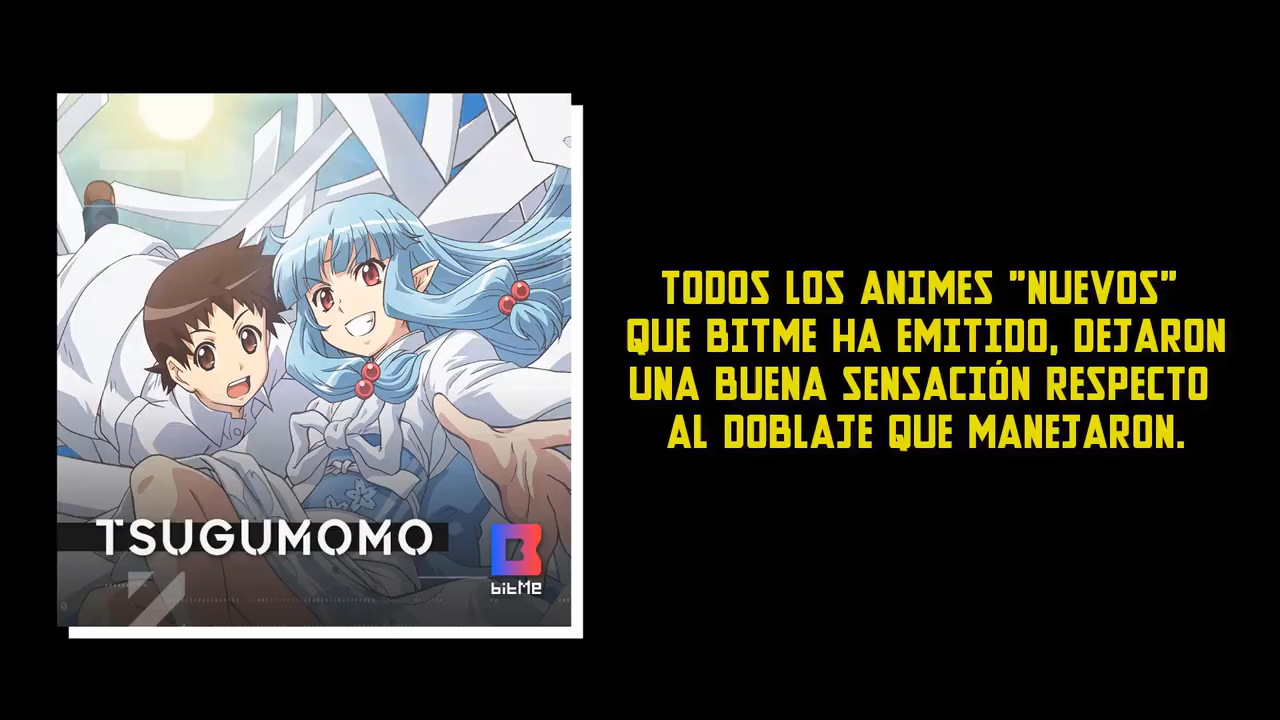 TSUGUMOMO
bitMe
TODOS LOS ANIMES "NUEVOS"
QUE BITME HA EMITIDO, DEJARON
UNA BUENA SENSACIÓN RESPECTO
AL DOBLAJE QUE MANEJARON.